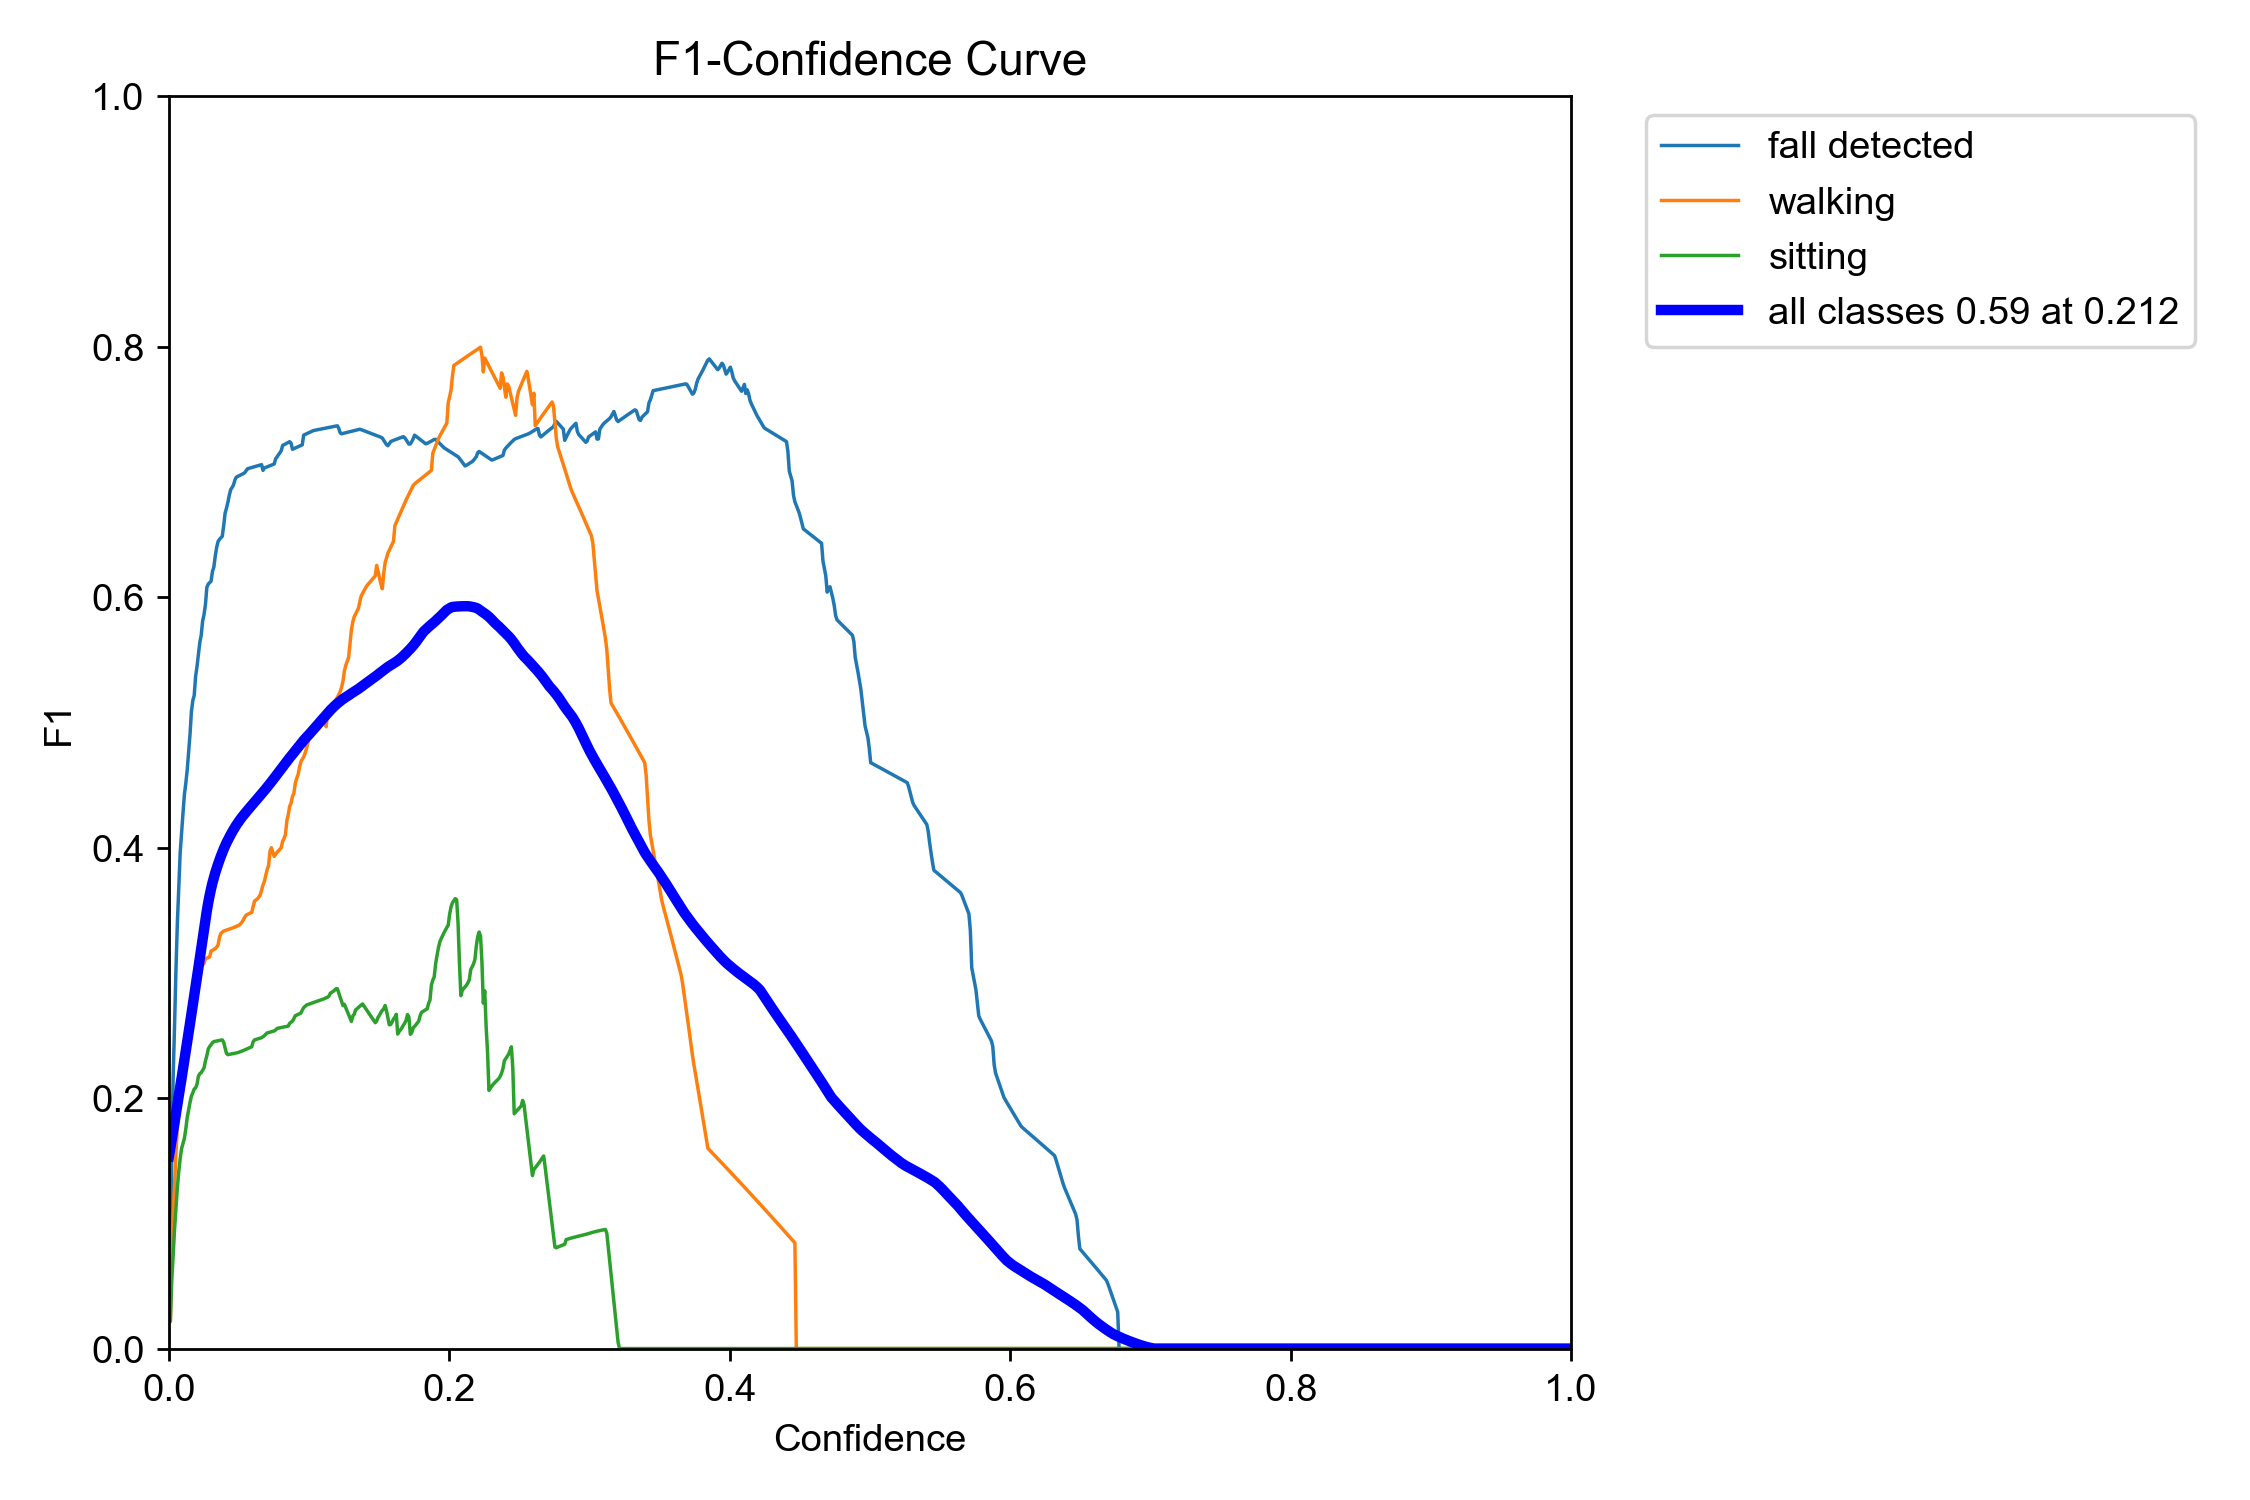 F1-Confidence Curve
1.0
0.8
0.6
0.4
0.2
0.0
F1
0.0 0.2 0.4 0.6 0.8 1.0
Confidence
fall detected
walking
sitting
all classes 0.59 at 0.212